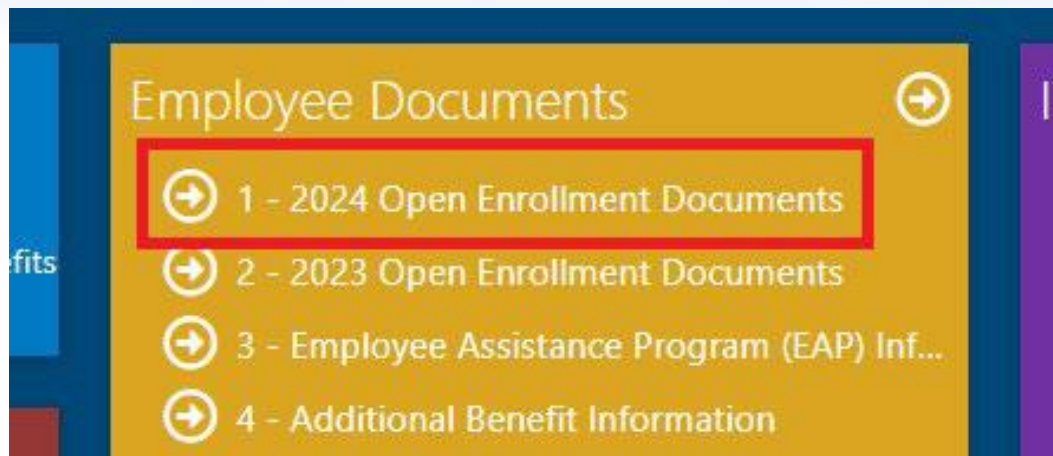 Employee Documents
1 - 2024 Open Enrollment Documents
efits
2 - 2023 Open Enrollment Documents
3 - Employee Assistance Program (EAP) Inf...
4 - Additional Benefit Information